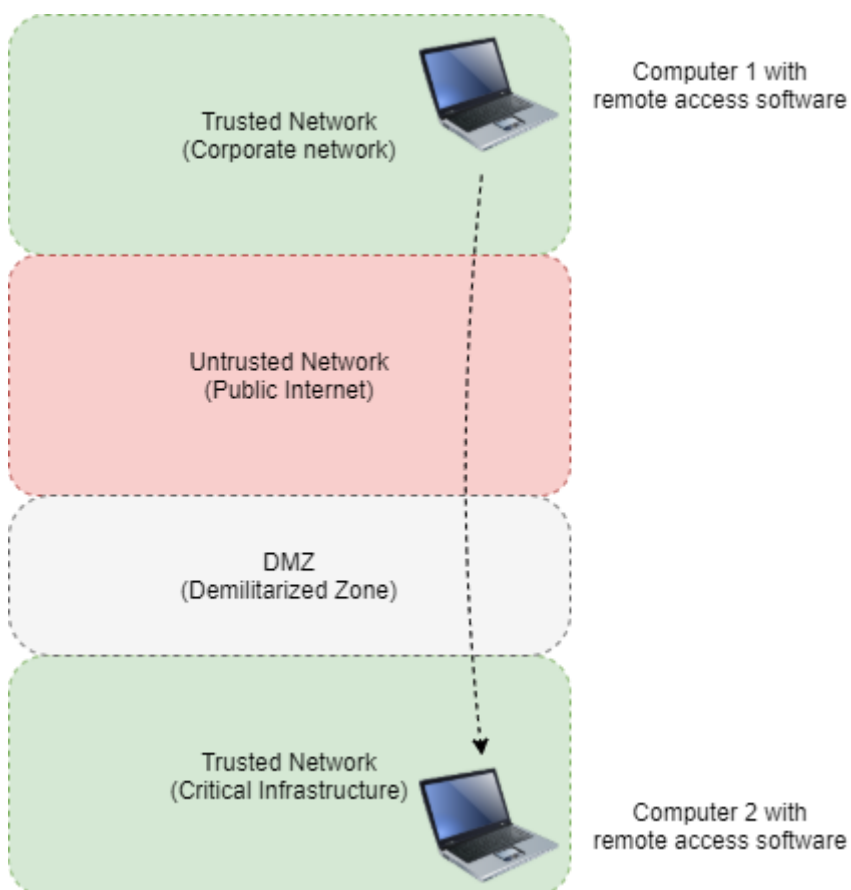 Computer 1 with
remote access software
Trusted Network
(Corporate network)
Untrusted Network
(Public Internet)
DMZ
(Demilitarized Zone)
Trusted Network
(Critical Infrastructure)
Computer 2 with
remote access software